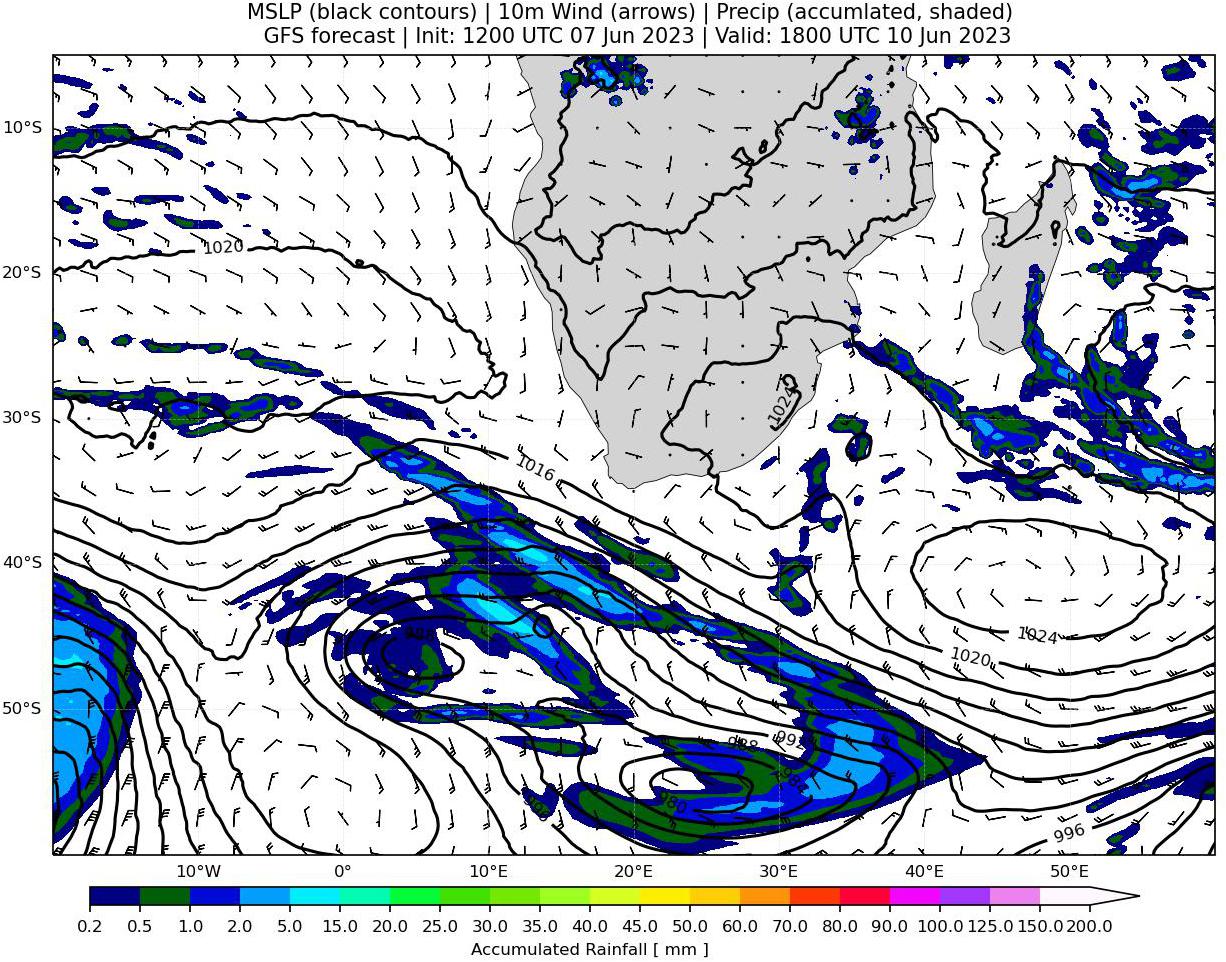 MSLP (black contours) | 10m Wind (arrows) | Precip (accumlated, shaded)
GFS forecast | Init: 1200 UTC 07 Jun 2023 | Valid: 1800 UTC 10 Jun 2023
10°S
20°S
30°S
40°S
50°S
1020
1024
1016
1024
1020
988
992
984
980
996
10°W
0°
10°E
20°E
30°E
40°E
50°E
0.2 0.5 1.0 2.0 5.0 10.0 15.0 20.0 25.0 30.0 35.0 40.0 45.0 50.0 60.0 70.0 80.0 90.0 100.0 125.0 150.0 200.0
Accumulated Rainfall [ mm ]